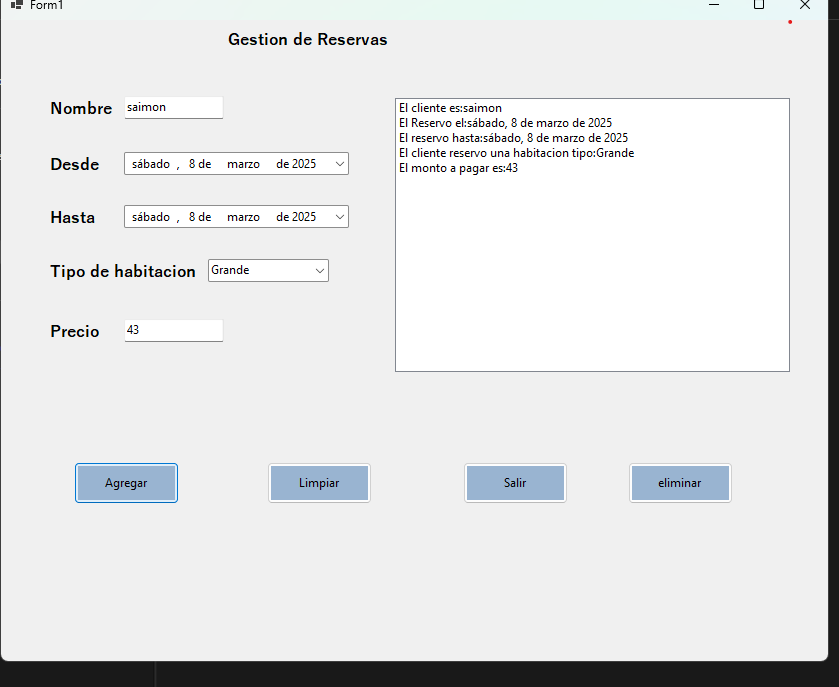 Form1
Gestion de Reservas
Nombre saimon
Desde sábado , 8 de marzo de 2025
Hasta sábado , 8 de marzo de 2025
Tipo de habitacion Grande
Precio 43
El cliente es:saimon
El Reservo el:sábado, 8 de marzo de 2025
El reservo hasta:sábado, 8 de marzo de 2025
El cliente reservo una habitacion tipo:Grande
El monto a pagar es:43
Agregar Limpiar Salir eliminar